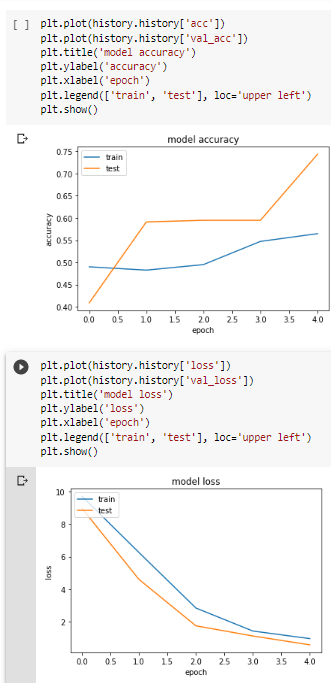 [ ] plt.plot(history.history['acc'])
plt.plot(history.history['val_acc'])
plt.title('model accuracy')
plt.ylabel('accuracy')
plt.xlabel('epoch')
plt.legend(['train', 'test'], loc='upper left')
plt.show()
model accuracy
0.75
train
test
0.70
0.65
0.60
0.55
0.50
0.45
0.40
accuracy
0.0 0.5 1.0 1.5 2.0 2.5 3.0 3.5 4.0
epoch
plt.plot(history.history['loss'])
plt.plot(history.history['val_loss'])
plt.title('model loss')
plt.ylabel('loss')
plt.xlabel('epoch')
plt.legend(['train', 'test'], loc='upper left')
plt.show()
model loss
10
train
test
8
6
4
2
loss
0.0 0.5 1.0 1.5 2.0 2.5 3.0 3.5 4.0
epoch